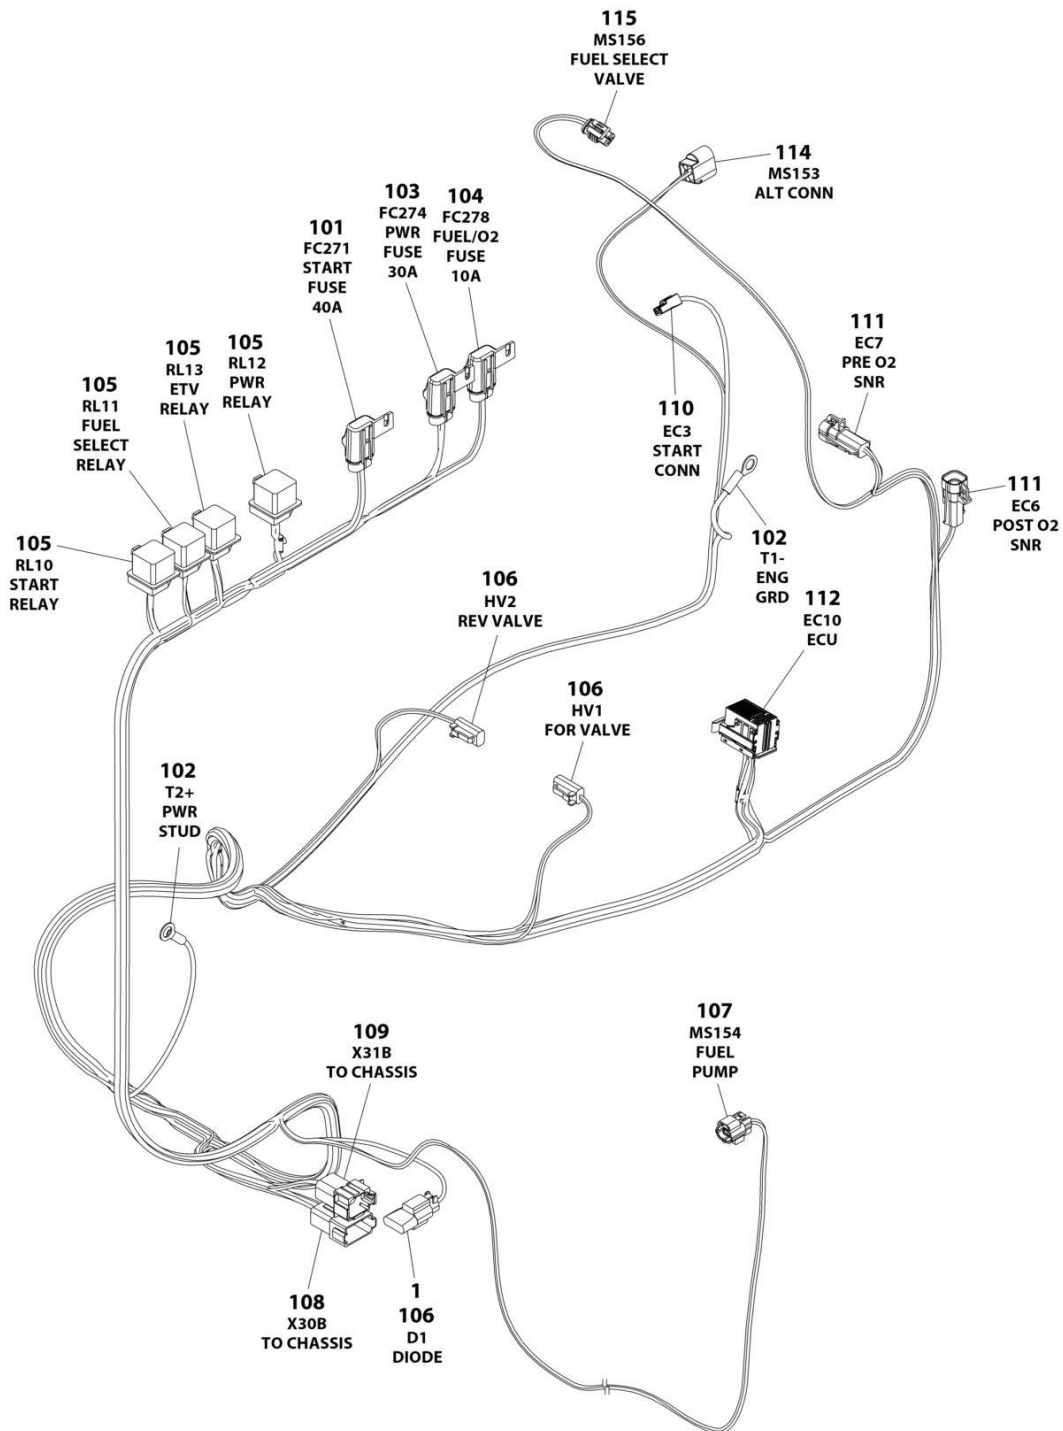 115
MS156
FUEL SELECT
VALVE
114
MS153
ALT CONN
103
FC274
PWR
FUSE
30A
104
FC278
FUEL/O2
FUSE
10A
101
FC271
START
FUSE
40A
105
RL12
PWR
RELAY
105
RL13
ETV
RELAY
105
RL11
FUEL
SELECT
RELAY
105
RL10
START
RELAY
111
EC7
PRE O2
SNR
110
EC3
START
CONN
111
EC6
POST O2
SNR
102
T1-
ENG
GRD
106
HV2
REV VALVE
112
EC10
ECU
106
HV1
FOR VALVE
102
T2+
PWR
STUD
109
X31B
TO CHASSIS
107
MS154
FUEL
PUMP
108
X30B
TO CHASSIS
1
106
D1
DIODE